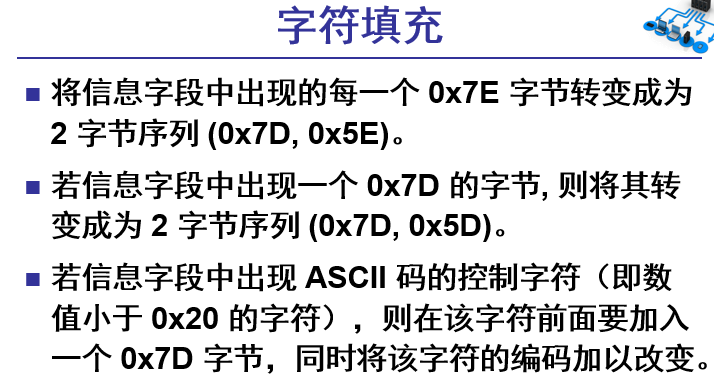 字符填充
将信息字段中出现的每一个 0x7E 字节转变成为
2 字节序列 (0x7D, 0x5E)。
若信息字段中出现一个 0x7D 的字节, 则将其转
变成为 2 字节序列 (0x7D, 0x5D)。
若信息字段中出现 ASCII 码的控制字符（即数
值小于 0x20 的字符），则在该字符前面要加入
一个 0x7D 字节，同时将该字符的编码加以改变。